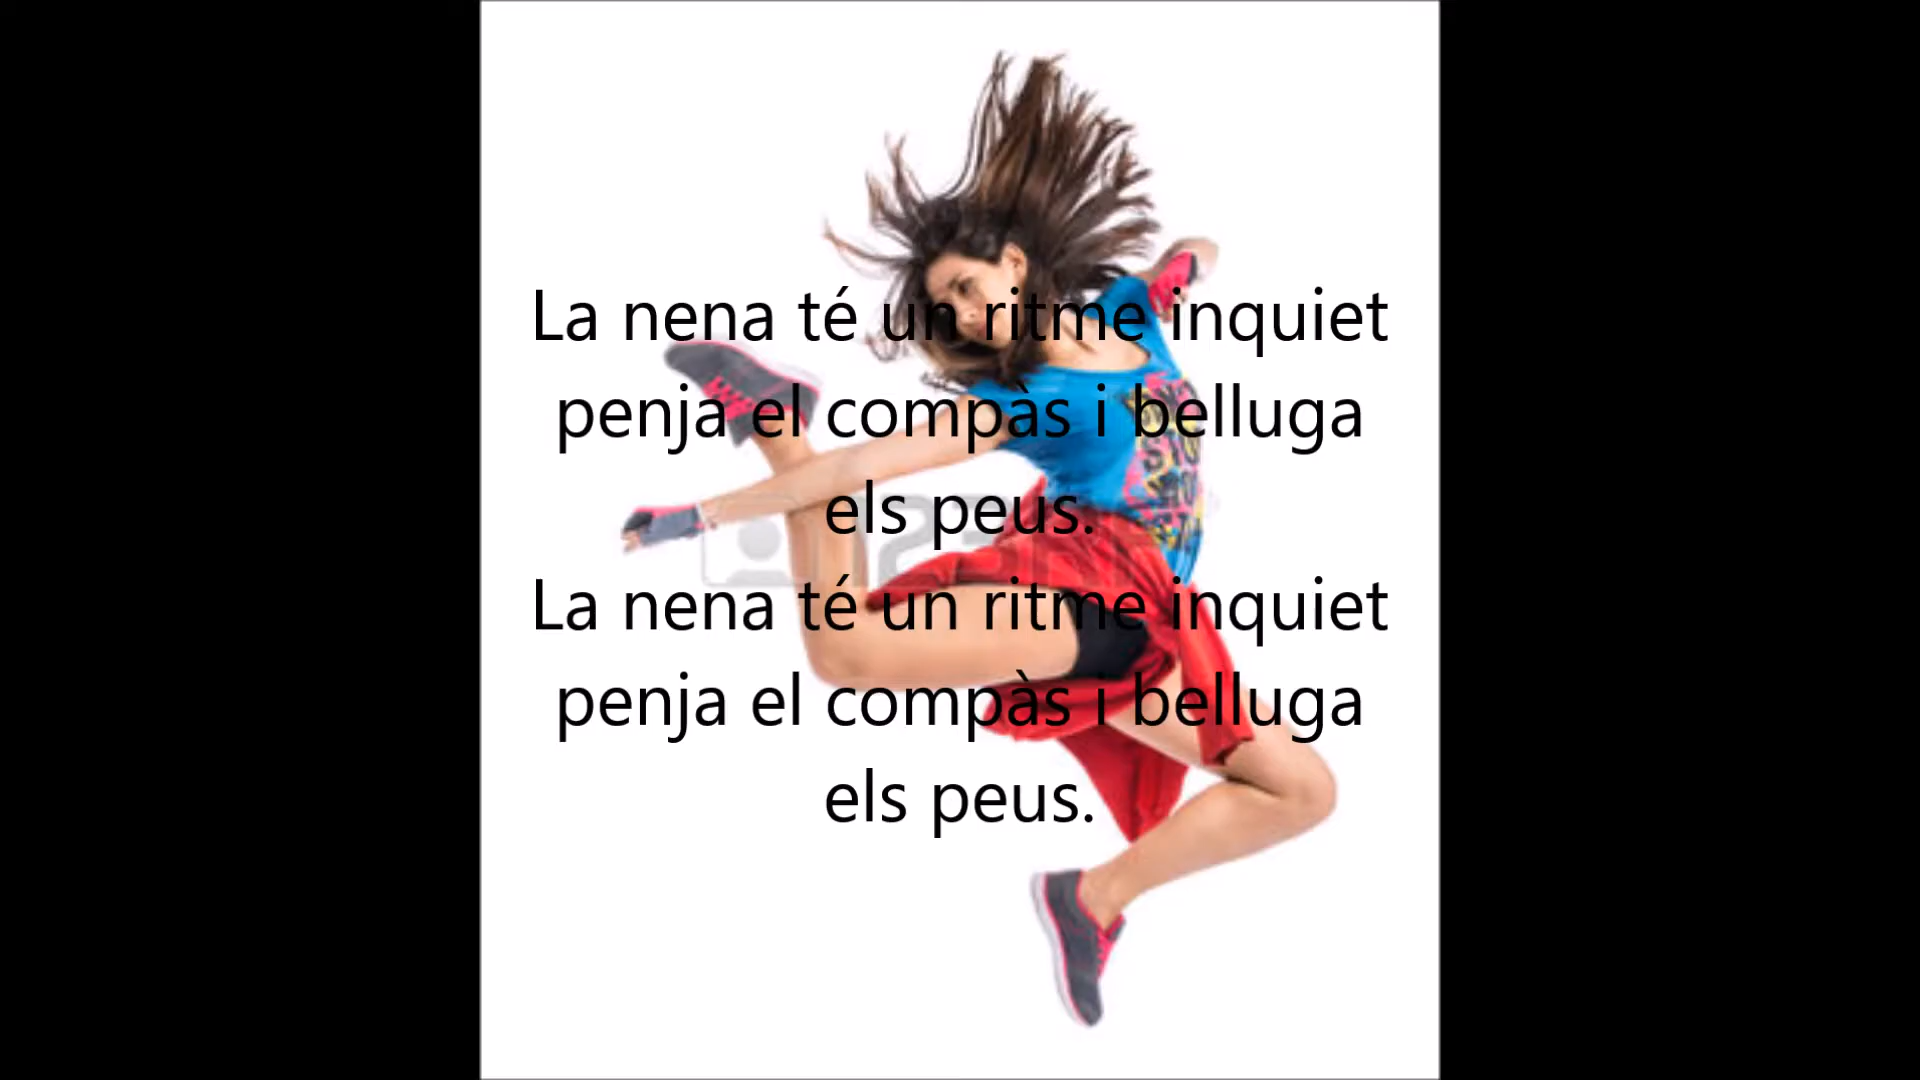 La nena té un ritme inquiet
penja el compàs i belluga
els peus.
La nena té un ritme inquiet
penja el compàs i belluga
els peus.